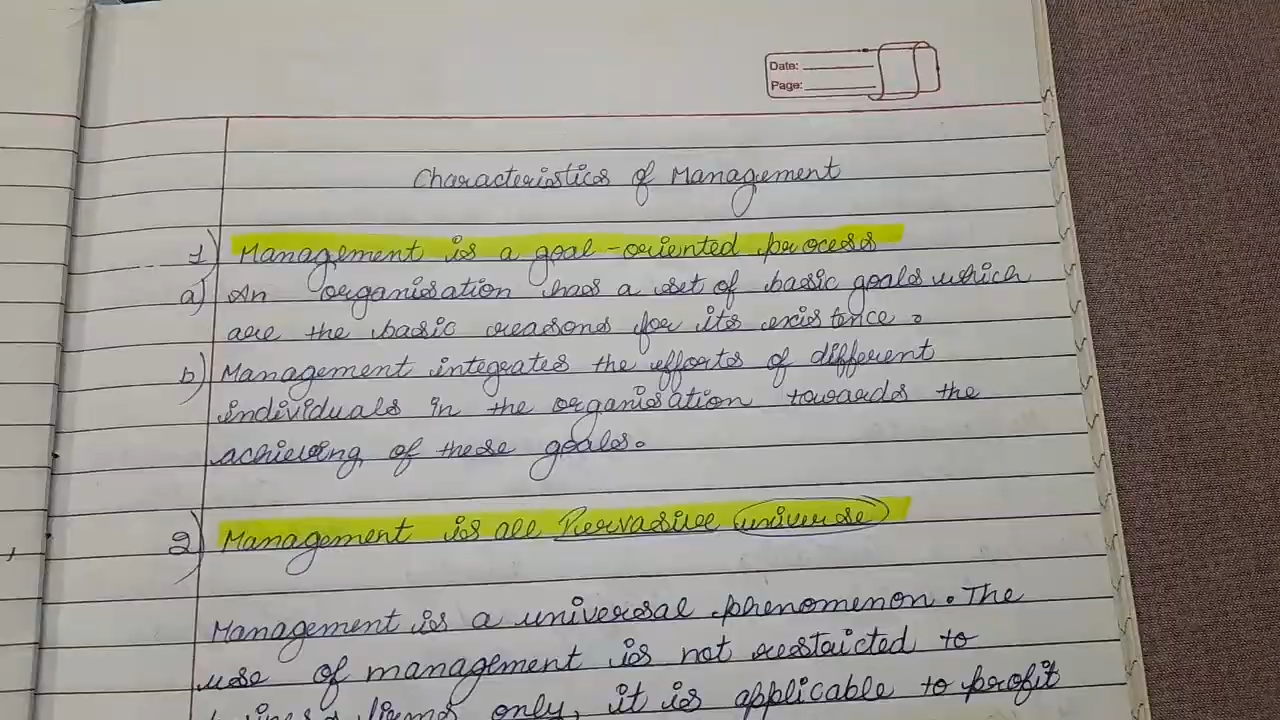 Date:
Page:
Characteristics of Management
1) Management is a goal-oriented process
a) An organisation has a set of basic goals which
are the basic reasons for its existence.
b) Management integrates the efforts of different
individuals in the organisation towards the
achieving of these goals.
2) Management is all Pervasive (universe)
Management is a universal phenomenon. The
use of management is not restricted to
firms only, it is applicable to profit